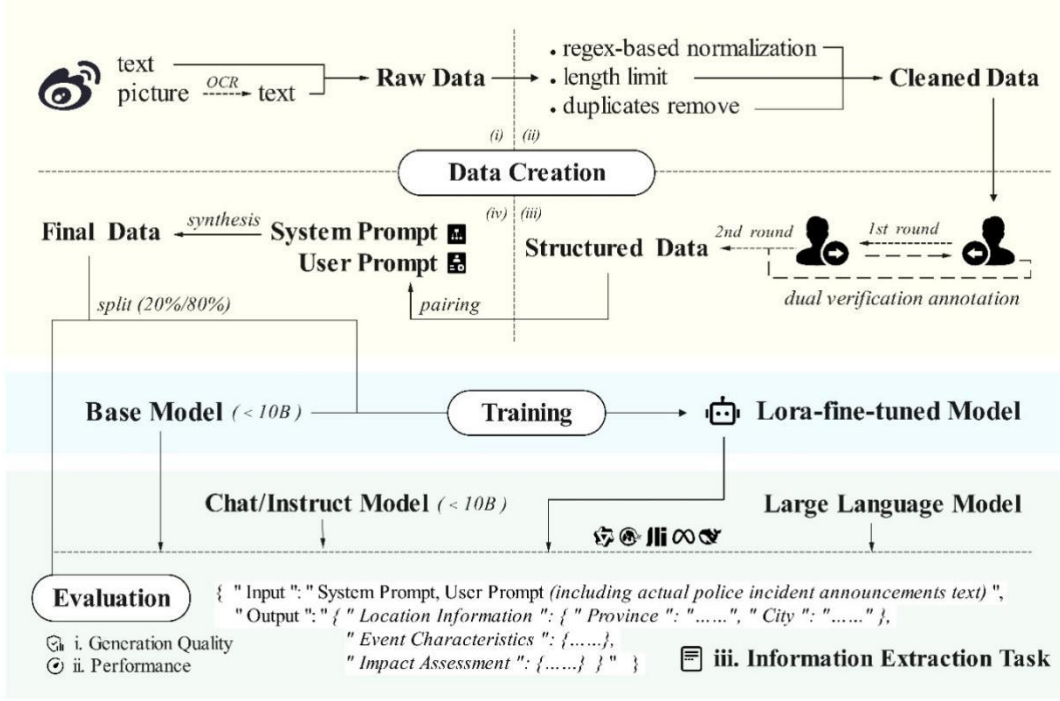 text
picture OCR text
Raw Data
• regex-based normalization
• length limit
• duplicates remove
Cleaned Data
(i) (ii)
Data Creation
(iv) (iii)
Final Data
synthesis
System Prompt
User Prompt
Structured Data
2nd round
1st round
dual verification annotation
split (20%/80%)
pairing
Base Model ( < 10B)
Training
Lora-fine-tuned Model
Chat/Instruct Model ( < 10B)
Large Language Model
Evaluation
{ " Input ": " System Prompt, User Prompt (including actual police incident announcements text) ",
" Output ": " { " Location Information ": { " Province ": "……", " City ": "……" },
" Event Characteristics ": {……},
" Impact Assessment ": {……} } " }
i. Generation Quality
ii. Performance
iii. Information Extraction Task